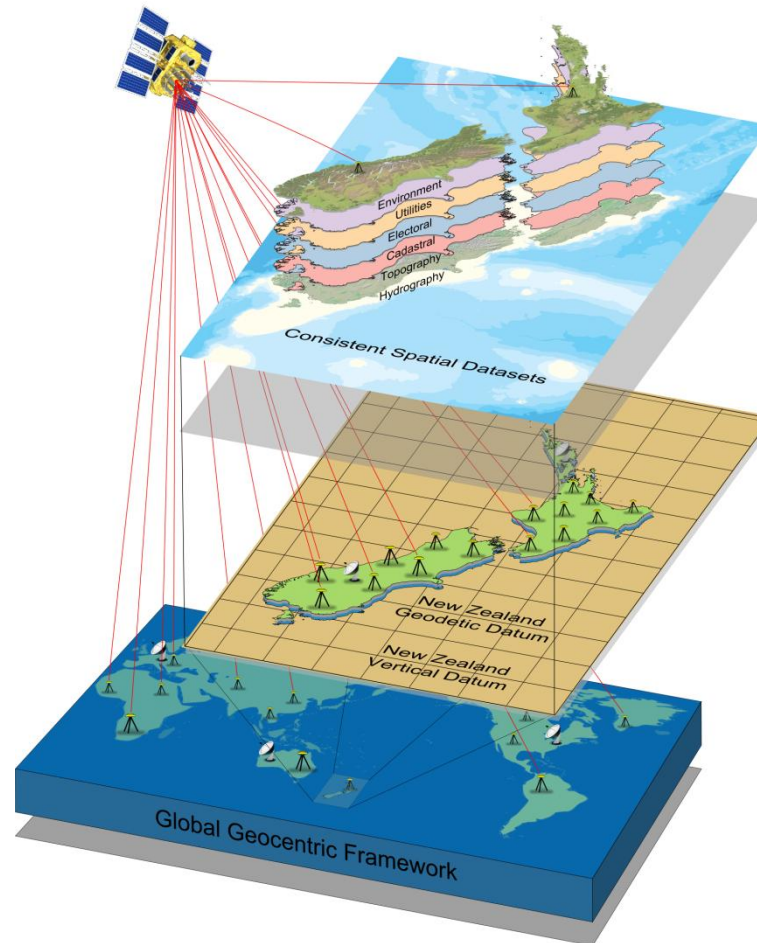 Environment
Utilities
Electoral
Cadastral
Topography
Hydrography
Consistent Spatial Datasets
New Zealand
Geodetic Datum
New Zealand
Vertical Datum
Global Geocentric Framework